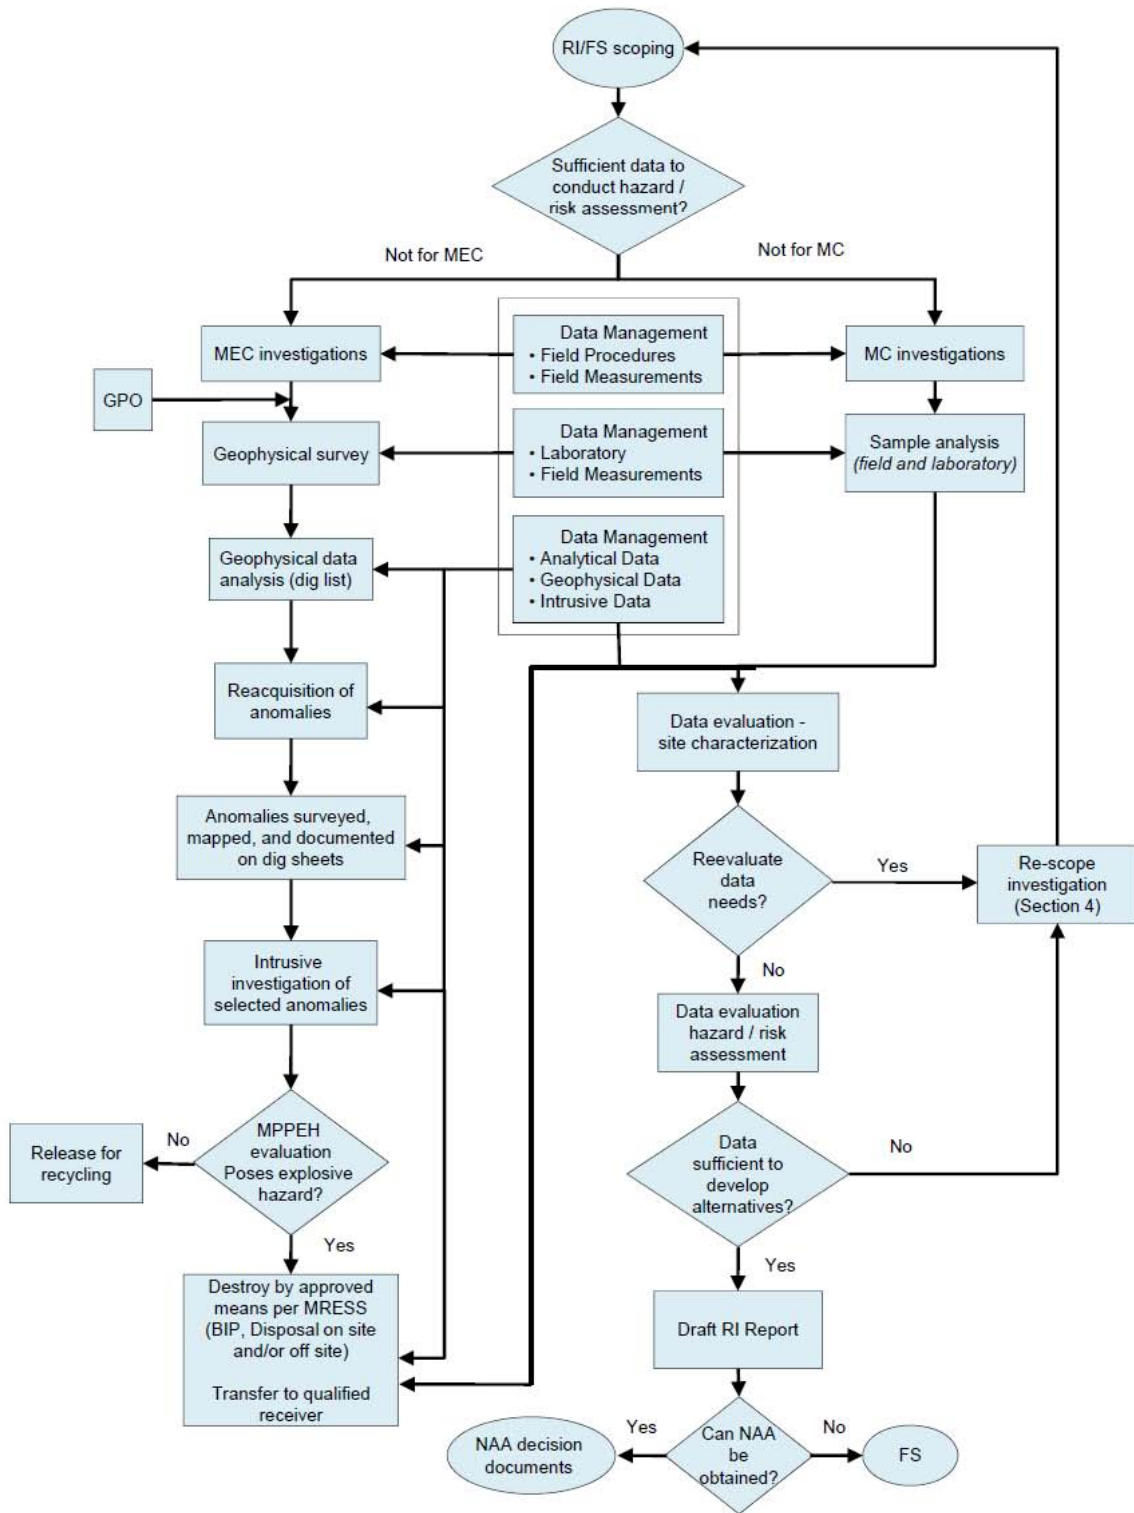 RI/FS scoping
Sufficient data to
conduct hazard /
risk assessment?
Not for MEC
Not for MC
MEC investigations
Data Management
• Field Procedures
• Field Measurements
MC investigations
GPO
Geophysical survey
Data Management
• Laboratory
• Field Measurements
Sample analysis
(field and laboratory)
Geophysical data
analysis (dig list)
Data Management
• Analytical Data
• Geophysical Data
• Intrusive Data
Reacquisition of
anomalies
Data evaluation -
site characterization
Anomalies surveyed,
mapped, and documented
on dig sheets
Reevaluate
data
needs?
Yes
Re-scope
investigation
(Section 4)
No
Intrusive
investigation of
selected anomalies
Data evaluation
hazard / risk
assessment
MPPEH
evaluation
Poses explosive
hazard?
No
Release for
recycling
Yes
Data
sufficient to
develop
alternatives?
No
Yes
Destroy by approved
means per MRESS
(BIP, Disposal on site
and/or off site)
Transfer to qualified
receiver
Draft RI Report
Can NAA
be
obtained?
Yes
NAA decision
documents
No
FS